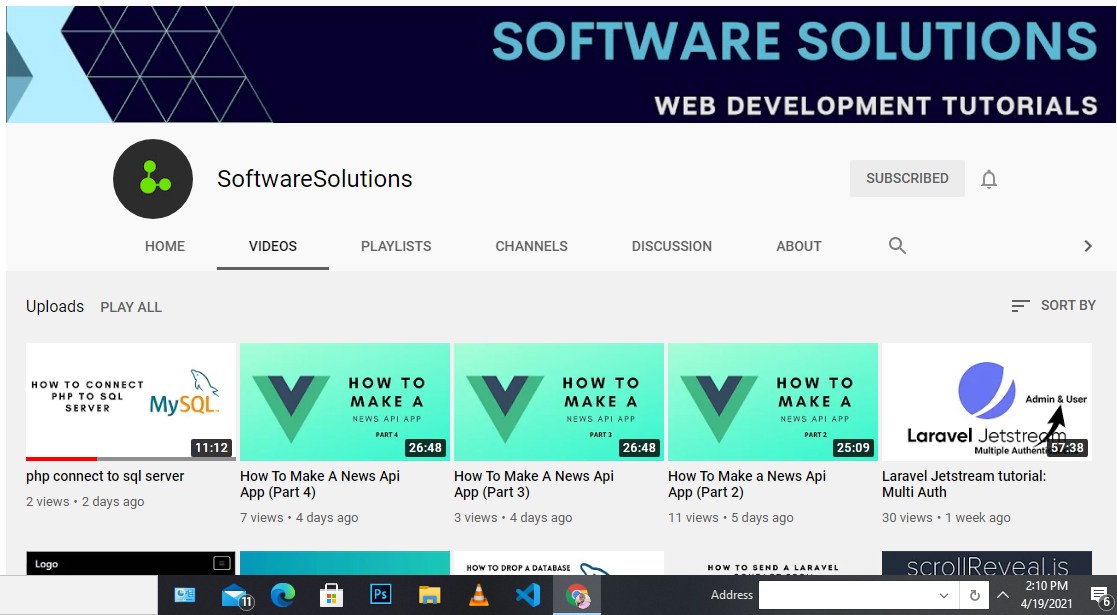 SOFTWARE SOLUTIONS
WEB DEVELOPMENT TUTORIALS
SoftwareSolutions
SUBSCRIBED
HOME VIDEOS PLAYLISTS CHANNELS DISCUSSION ABOUT
Uploads PLAY ALL
SORT BY
HOW TO CONNECT
PHP TO SQL
SERVER
MySQL
11:12
HOW TO
MAKE A
NEWS API APP
PART 4
26:48
HOW TO
MAKE A
NEWS API APP
PART 3
26:48
HOW TO
MAKE A
NEWS API APP
PART 2
25:09
Admin & User
Laravel Jetstream
Multiple
57:38
php connect to sql server
2 views • 2 days ago
How To Make A News Api
App (Part 4)
7 views • 4 days ago
How To Make A News Api
App (Part 3)
3 views • 4 days ago
How To Make a News Api
App (Part 2)
11 views • 5 days ago
Laravel Jetstream tutorial:
Multi Auth
30 views • 1 week ago
Logo
HOW TO DROP A DATABASE
HOW TO SEND A LARAVEL
scrollReveal.js
11
Ps
Address
2:10 PM
4/19/2021
6